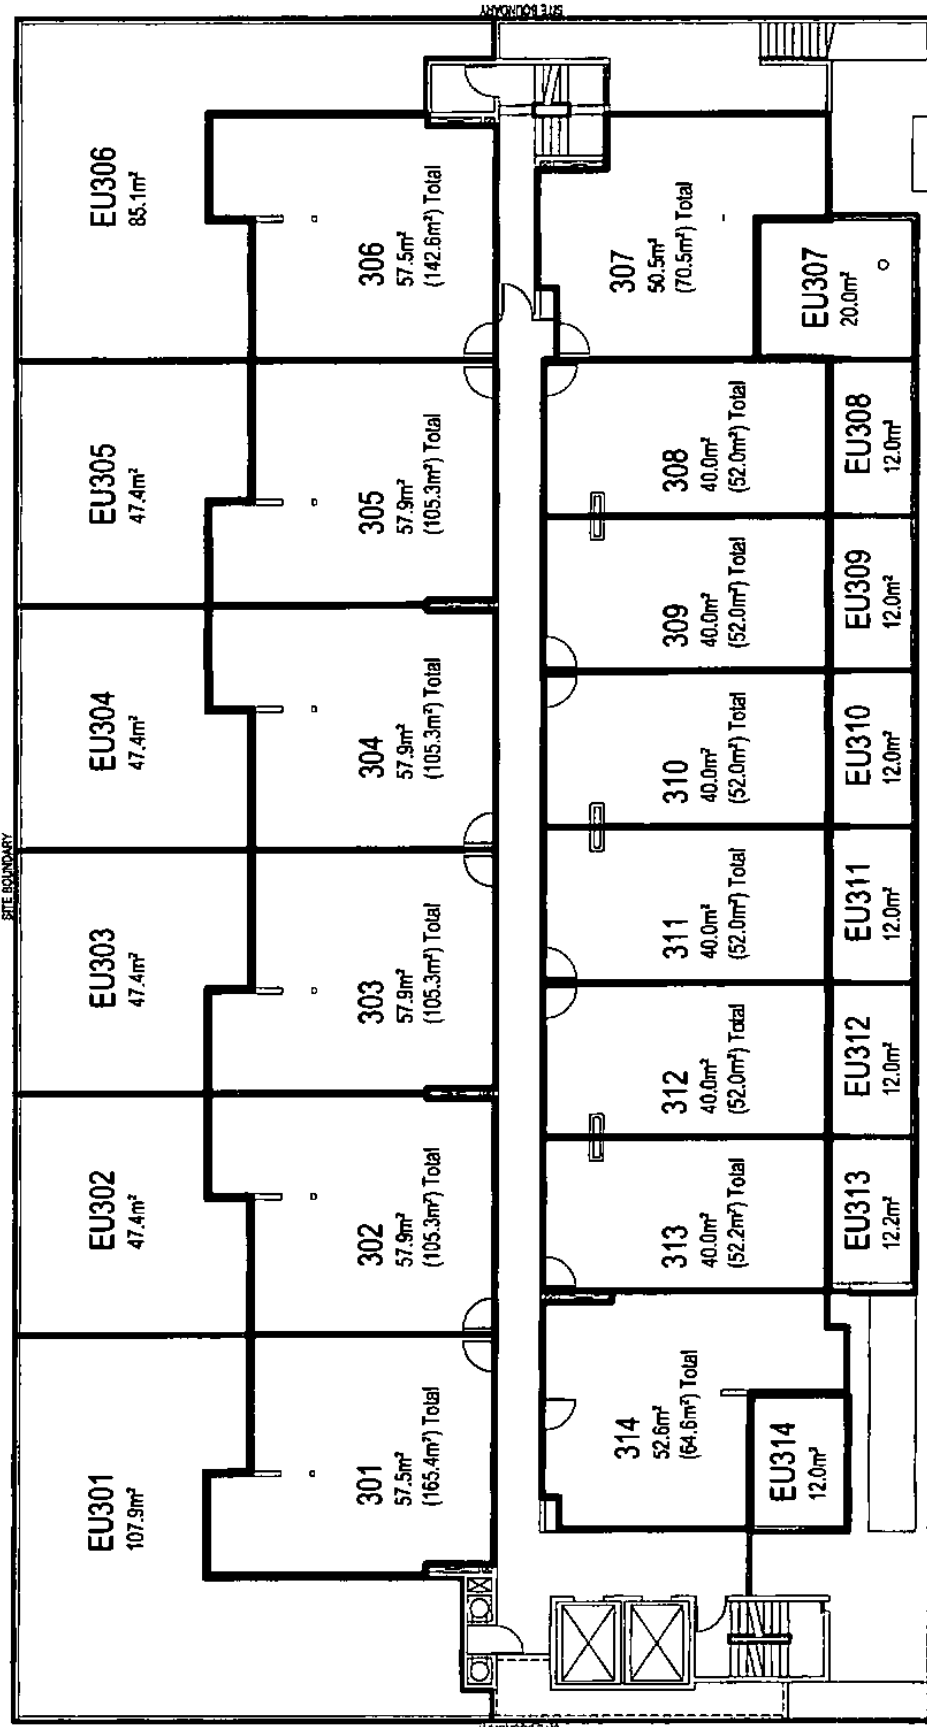 SITE BOUNDARY
SITE BOUNDARY
EU306
85.1m²
306
57.5m²
(142.6m²) Total
307
50.5m²
(70.5m²) Total
EU307
20.0m²
EU305
47.4m²
305
57.9m²
(105.3m²) Total
308
40.0m²
(52.0m²) Total
EU308
12.0m²
309
40.0m²
(52.0m²) Total
EU309
12.0m²
EU304
47.4m²
304
57.9m²
(105.3m²) Total
310
40.0m²
(52.0m²) Total
EU310
12.0m²
EU303
47.4m²
303
57.9m²
(105.3m²) Total
311
40.0m²
(52.0m²) Total
EU311
12.0m²
312
40.0m²
(52.0m²) Total
EU312
12.0m²
EU302
47.4m²
302
57.9m²
(105.3m²) Total
313
40.0m²
(52.2m²) Total
EU313
12.2m²
EU301
107.9m²
301
57.5m²
(165.4m²) Total
314
52.6m²
(64.6m²) Total
EU314
12.0m²